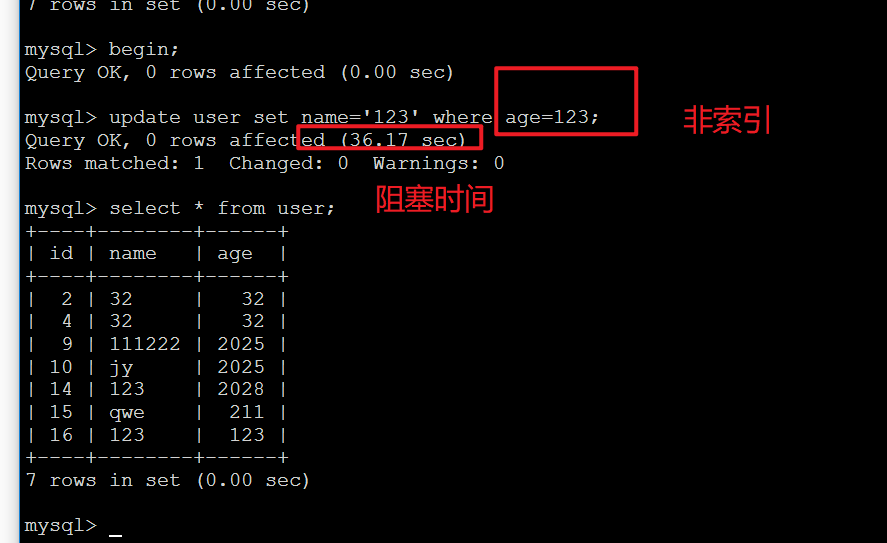 7 rows in set (0.00 sec)
mysql> begin;
Query OK, 0 rows affected (0.00 sec)
mysql> update user set name='123' where age=123;
非索引
Query OK, 0 rows affected (36.17 sec)
Rows matched: 1  Changed: 0  Warnings: 0
阻塞时间
mysql> select * from user;
+----+--------+------+
| id | name   | age  |
+----+--------+------+
|  2 | 32     |   32 |
|  4 | 32     |   32 |
|  9 | 111222 | 2025 |
| 10 | jy     | 2025 |
| 14 | 123    | 2028 |
| 15 | qwe    |  211 |
| 16 | 123    |  123 |
+----+--------+------+
7 rows in set (0.00 sec)
mysql> _